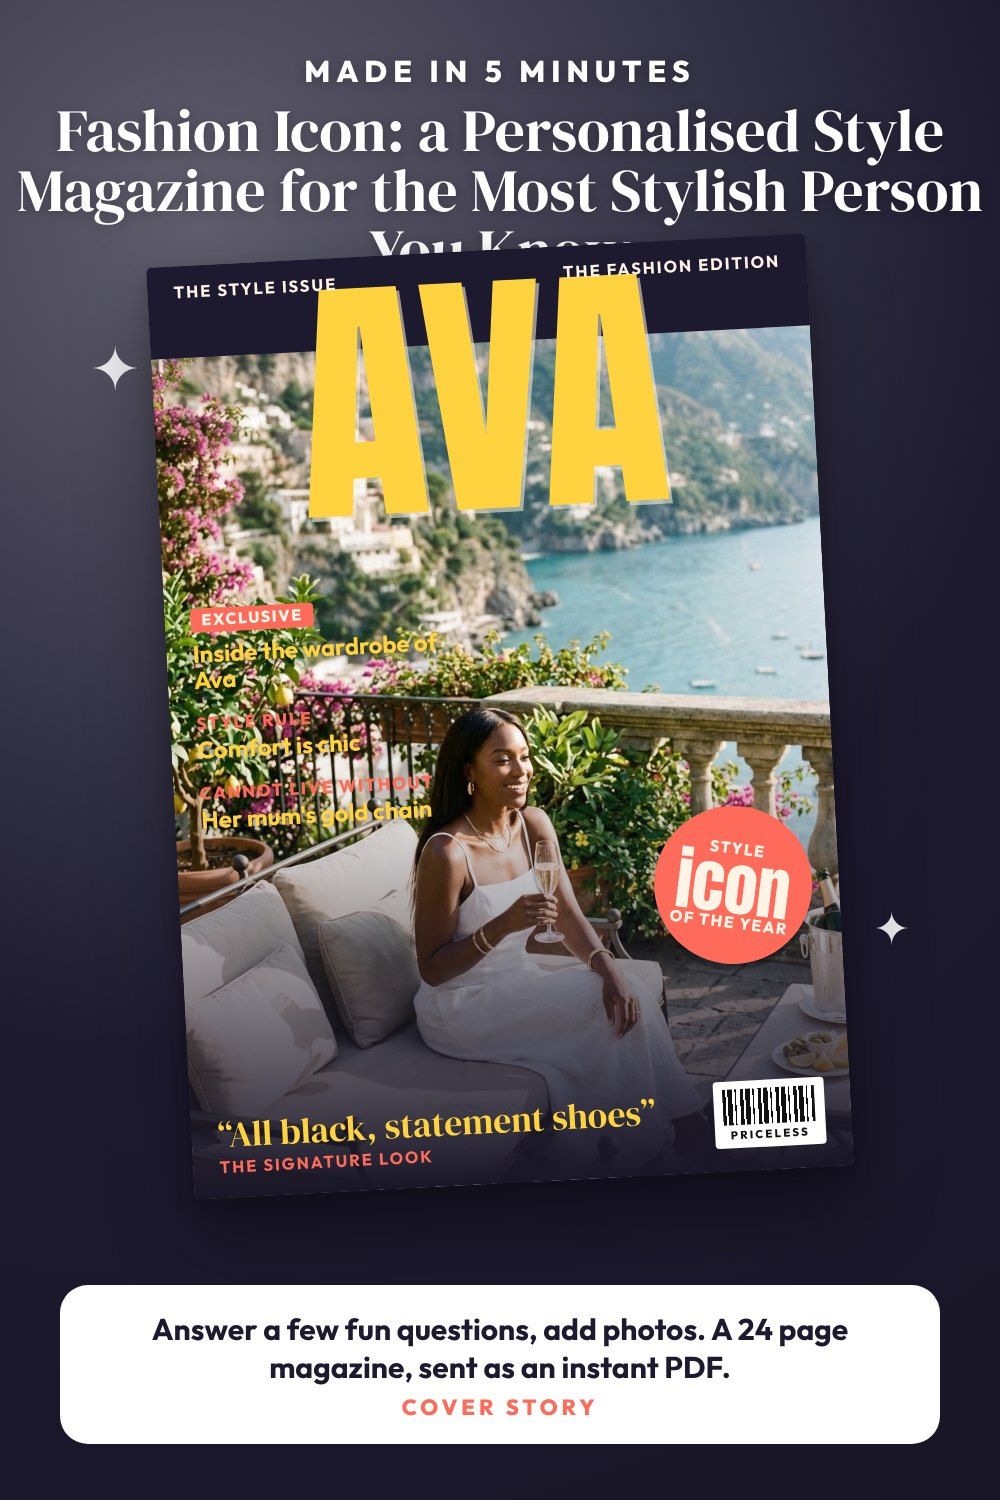 MADE IN 5 MINUTES
Fashion Icon: a Personalised Style
Magazine for the Most Stylish Person
You Know
THE STYLE ISSUE
THE FASHION EDITION
AVA
EXCLUSIVE
Inside the wardrobe of
Ava
STYLE RULE
Comfort is chic
CANNOT LIVE WITHOUT
Her mum's gold chain
STYLE
icon
OF THE YEAR
“All black, statement shoes”
THE SIGNATURE LOOK
PRICELESS
Answer a few fun questions, add photos. A 24 page
magazine, sent as an instant PDF.
COVER STORY